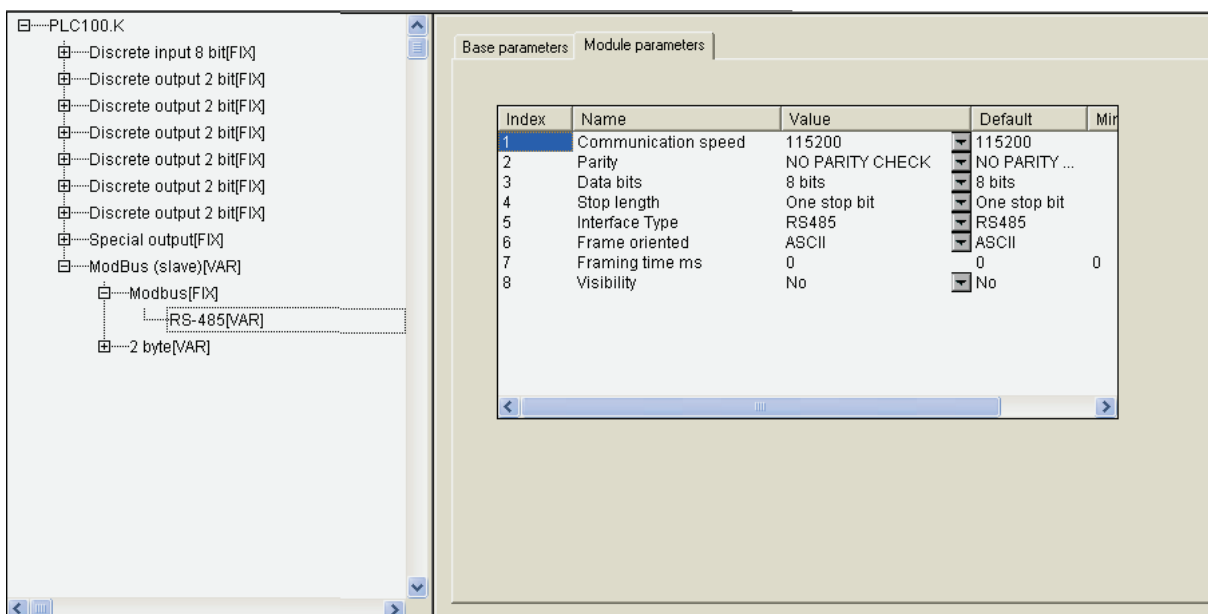 PLC100.K
Discrete input 8 bit[FIX]
Discrete output 2 bit[FIX]
Discrete output 2 bit[FIX]
Discrete output 2 bit[FIX]
Discrete output 2 bit[FIX]
Discrete output 2 bit[FIX]
Discrete output 2 bit[FIX]
Special output[FIX]
ModBus (slave)[VAR]
Modbus[FIX]
RS-485[VAR]
2 byte[VAR]
Base parameters Module parameters
Index Name Value Default Mir
1 Communication speed 115200 115200
2 Parity NO PARITY CHECK NO PARITY ...
3 Data bits 8 bits 8 bits
4 Stop length One stop bit One stop bit
5 Interface Type RS485 RS485
6 Frame oriented ASCII ASCII
7 Framing time ms 0 0 0
8 Visibility No No